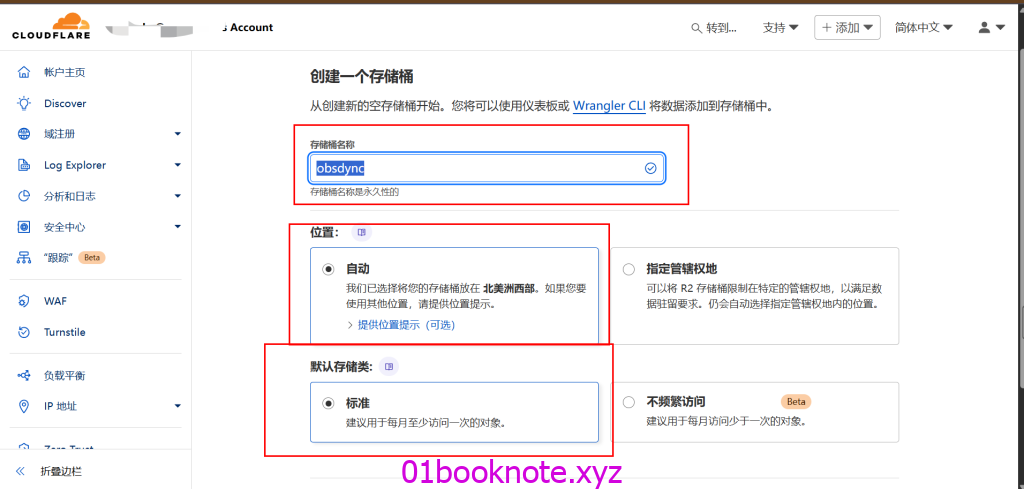 CLOUDFLARE
Account
转到...
支持
+ 添加
简体中文
帐户主页
Discover
域注册
Log Explorer
分析和日志
安全中心
“跟踪” Beta
WAF
Turnstile
负载平衡
IP 地址
Zero Trust
折叠边栏
创建一个存储桶
从创建新的空存储桶开始。您将可以使用仪表板或 Wrangler CLI 将数据添加到存储桶中。
存储桶名称
obsdync
存储桶名称是永久性的
位置：
自动
我们已选择将您的存储桶放在 北美洲西部。如果您要
使用其他位置，请提供位置提示。
提供位置提示（可选）
指定管辖权地
可以将 R2 存储桶限制在特定的管辖权地，以满足数
据驻留要求。仍会自动选择指定管辖权地内的位置。
默认存储类:
标准
建议用于每月至少访问一次的对象。
不频繁访问 Beta
建议用于每月访问少于一次的对象。
01booknote.xyz